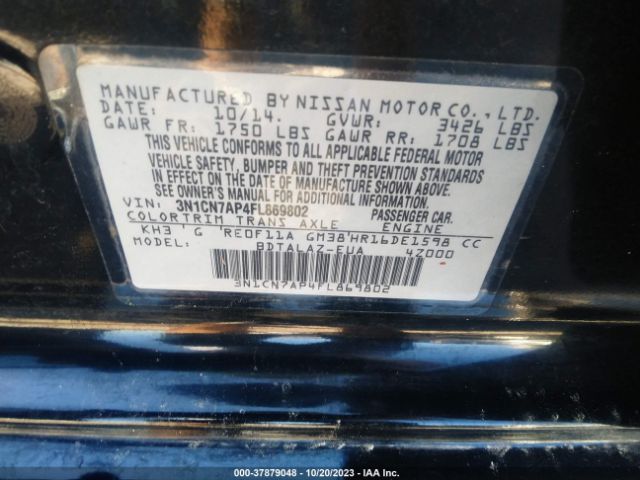 MANUFACTURED BY NISSAN MOTOR CO., LTD.
DATE: 10/14. GVWR: 3426 LBS
GAWR FR: 1750 LBS GAWR RR: 1708 LBS
THIS VEHICLE CONFORMS TO ALL APPLICABLE FEDERAL MOTOR
VEHICLE SAFETY, BUMPER AND THEFT PREVENTION STANDARDS
IN EFFECT ON THE DATE OF MANUFACTURE SHOWN ABOVE.
SEE OWNER'S MANUAL FOR ADDITIONAL INFORMATION.
VIN: 3N1CN7AP4FL869802 PASSENGER CAR.
COLOR TRIM TRANS AXLE ENGINE
KH3 ' G ' RE0F11A GM38 ' HR16DE1598 CC
MODEL: BDTALAZ-EUA 4Z000
3N1CN7AP4FL869802
000-37879048 | 10/20/2023 | IAA Inc.